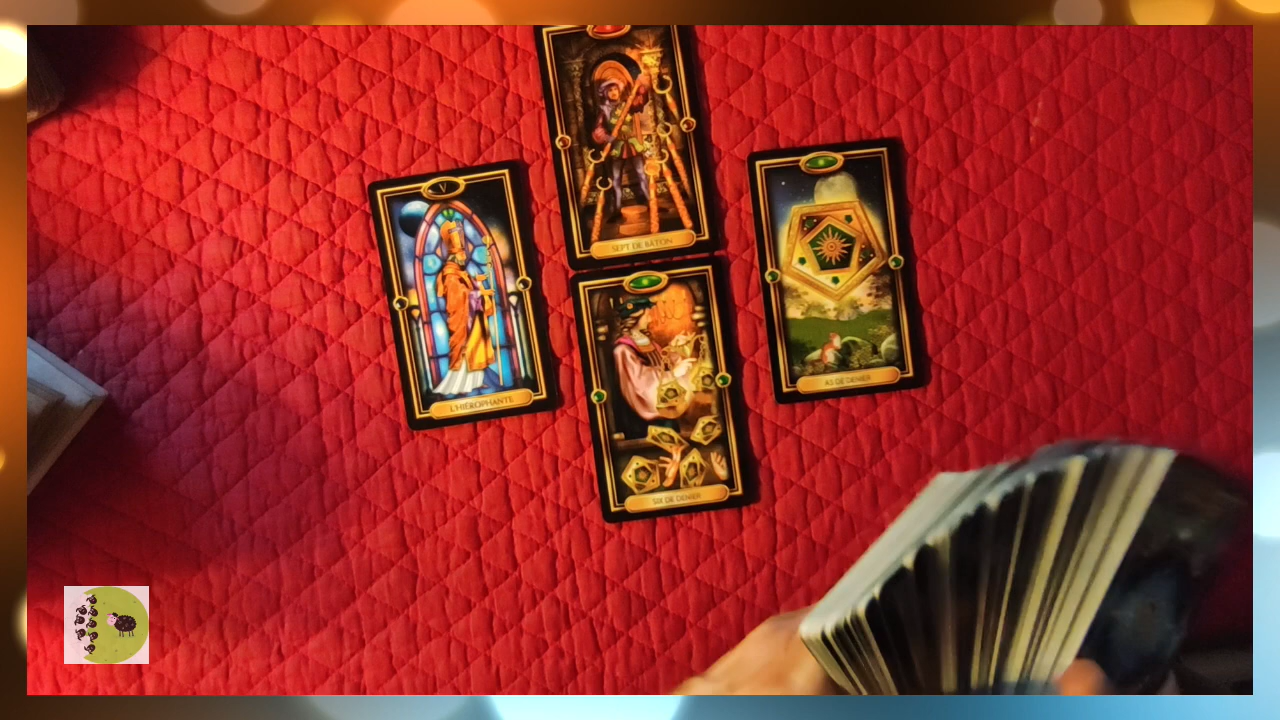 SEPT DE BÂTON
V
L'HIÉROPHANTE
AS DE DENIER
SIX DE DENIER